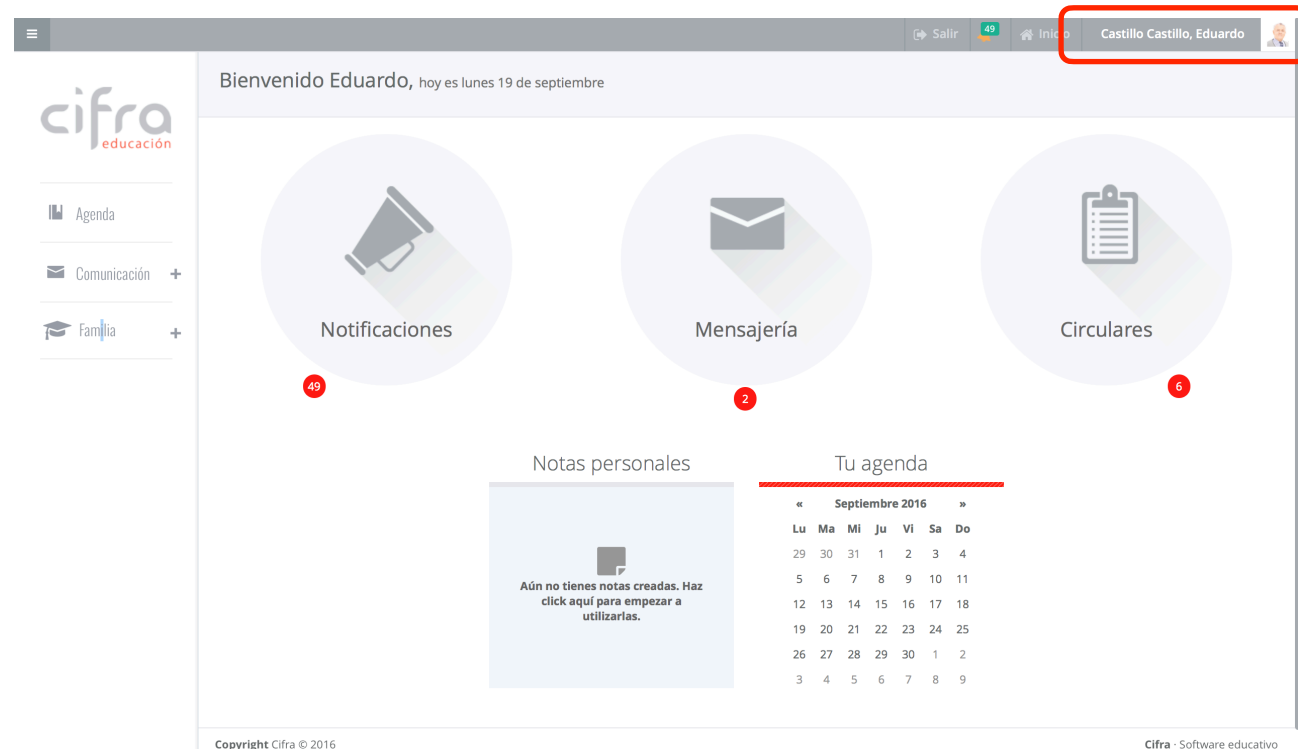 Salir
49
Inicio
Castillo Castillo, Eduardo
cifra
educación
Agenda
Comunicación +
Familia +
Bienvenido Eduardo, hoy es lunes 19 de septiembre
Notificaciones
49
Mensajería
2
Circulares
6
Notas personales
Aún no tienes notas creadas. Haz
click aquí para empezar a
utilizarlas.
Tu agenda
« Septiembre 2016 »
Lu Ma Mi Ju Vi Sa Do
29 30 31 1 2 3 4
5 6 7 8 9 10 11
12 13 14 15 16 17 18
19 20 21 22 23 24 25
26 27 28 29 30 1 2
3 4 5 6 7 8 9
Copyright Cifra © 2016
Cifra · Software educativo